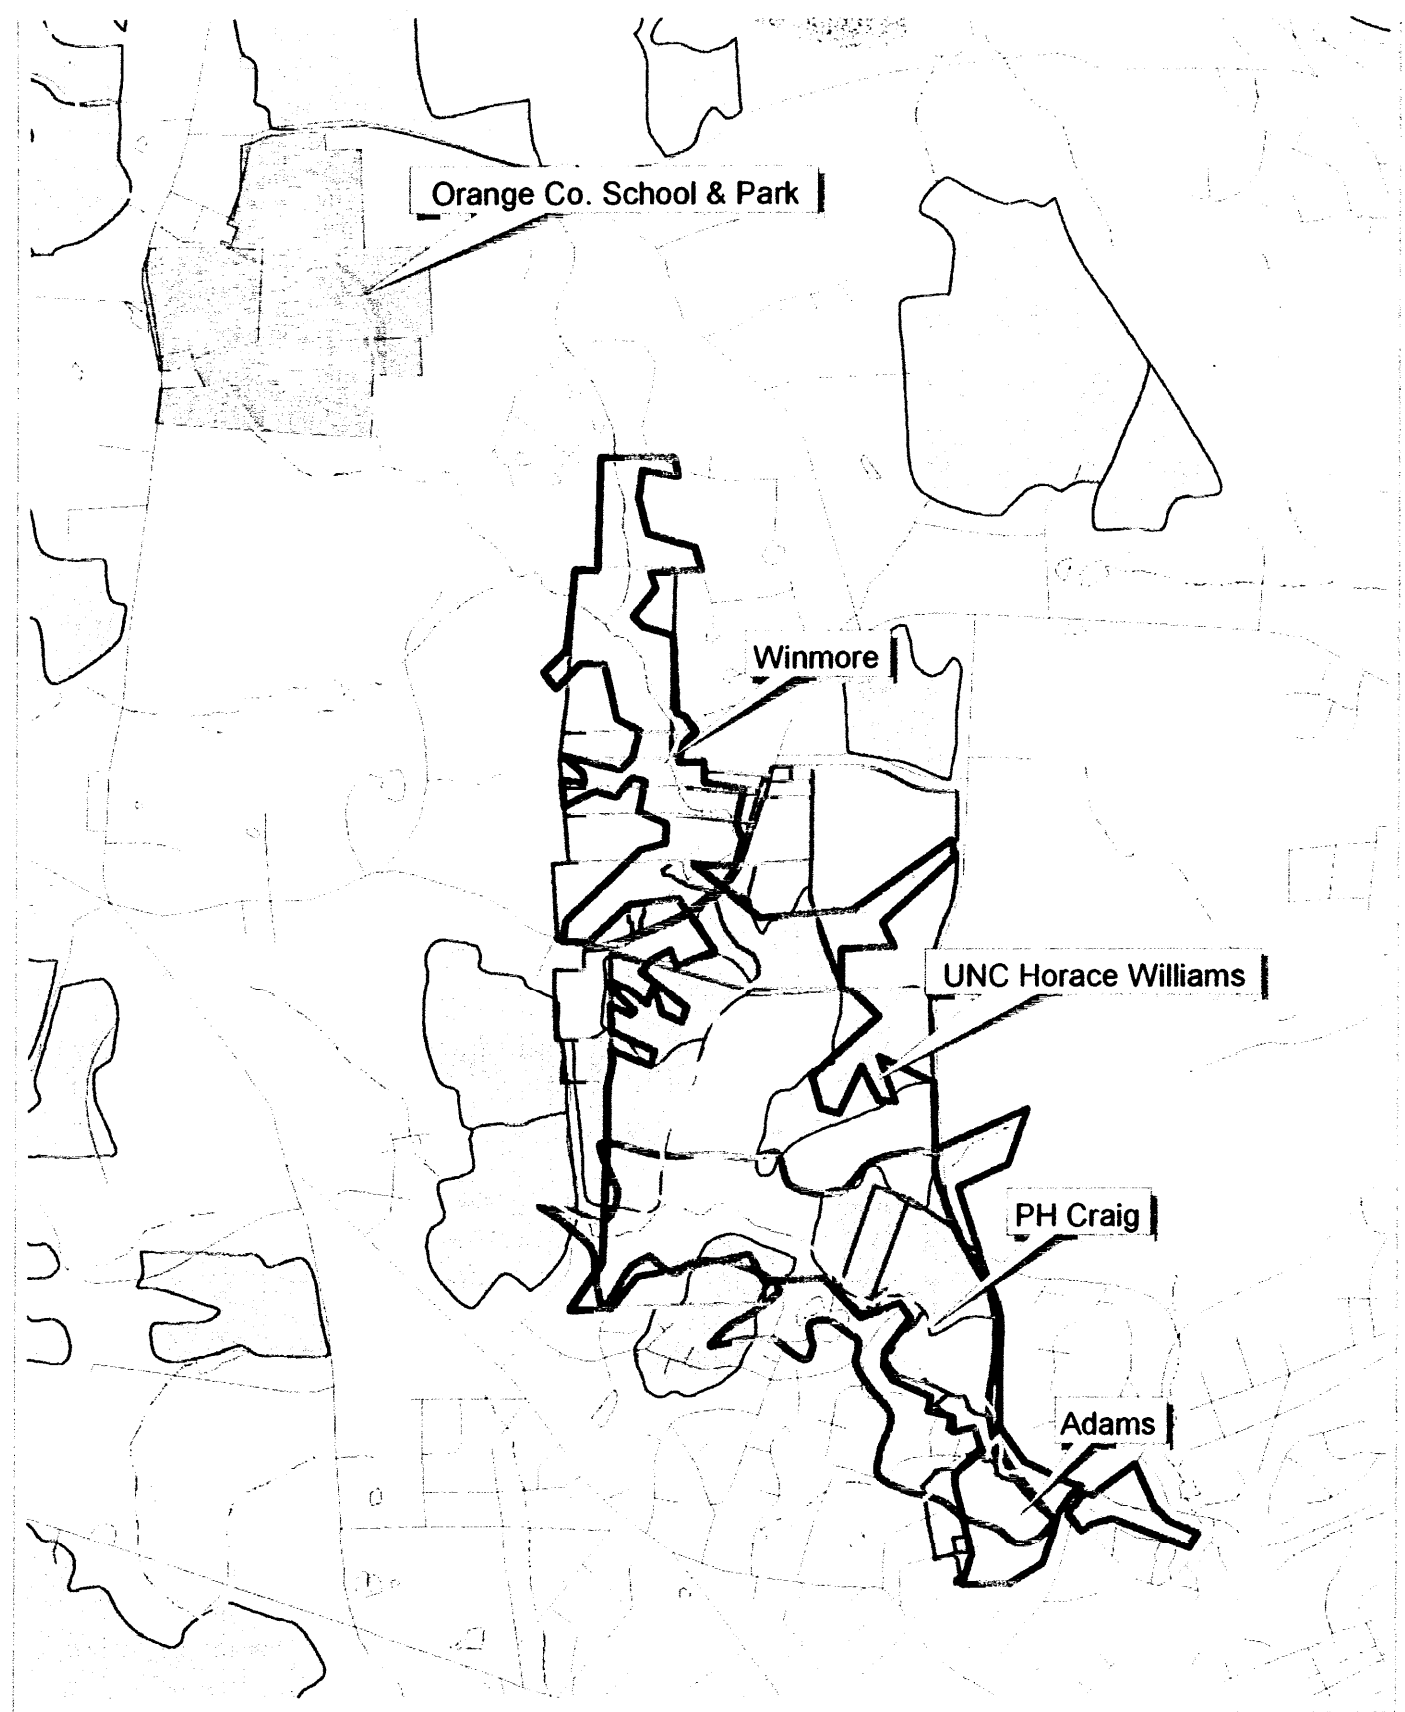 Orange Co. School & Park
Winmore
UNC Horace Williams
PH Craig
Adams